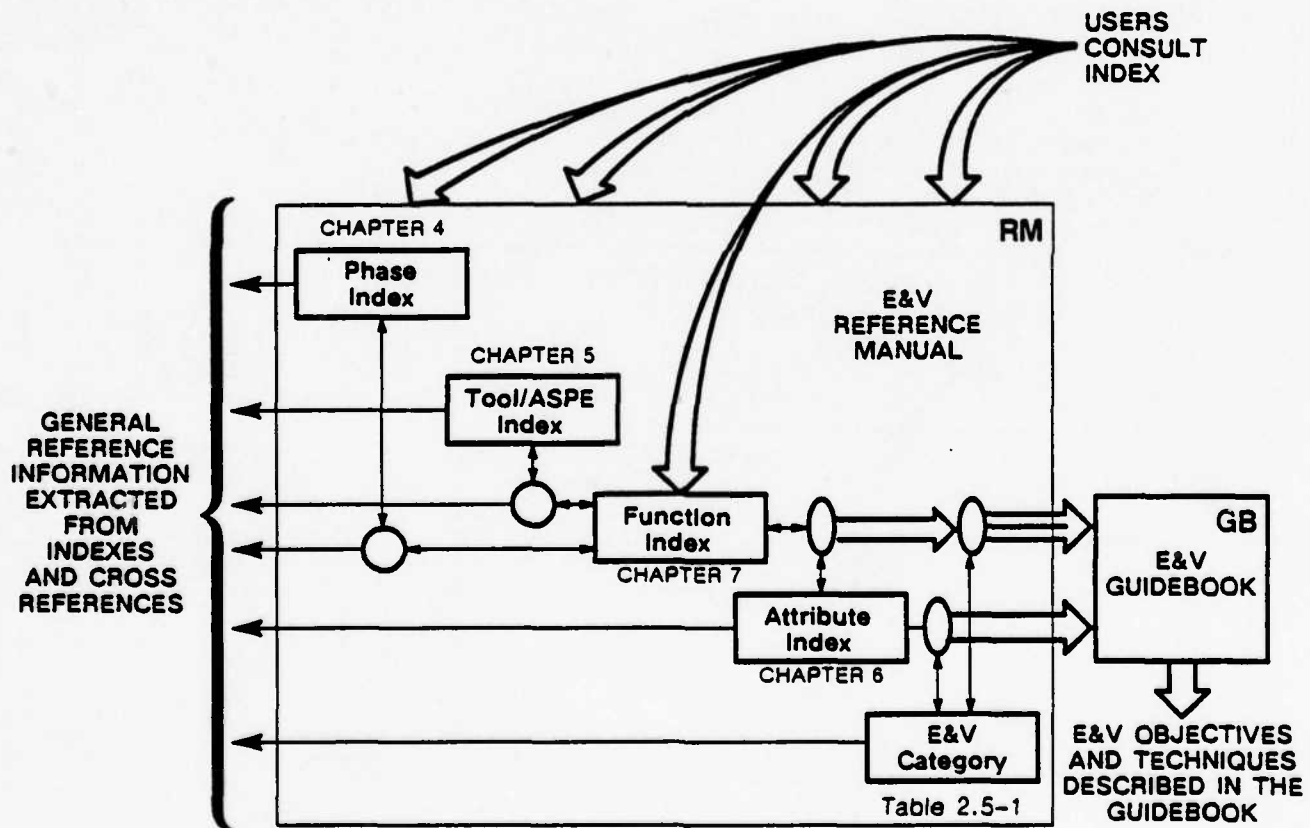 USERS
CONSULT
INDEX
CHAPTER 4
RM
Phase
Index
E&V
REFERENCE
MANUAL
CHAPTER 5
Tool/ASPE
Index
GENERAL
REFERENCE
INFORMATION
EXTRACTED
FROM
INDEXES
AND CROSS
REFERENCES
Function
Index
CHAPTER 7
GB
E&V
GUIDEBOOK
Attribute
Index
CHAPTER 6
E&V
Category
Table 2.5-1
E&V OBJECTIVES
AND TECHNIQUES
DESCRIBED IN THE
GUIDEBOOK